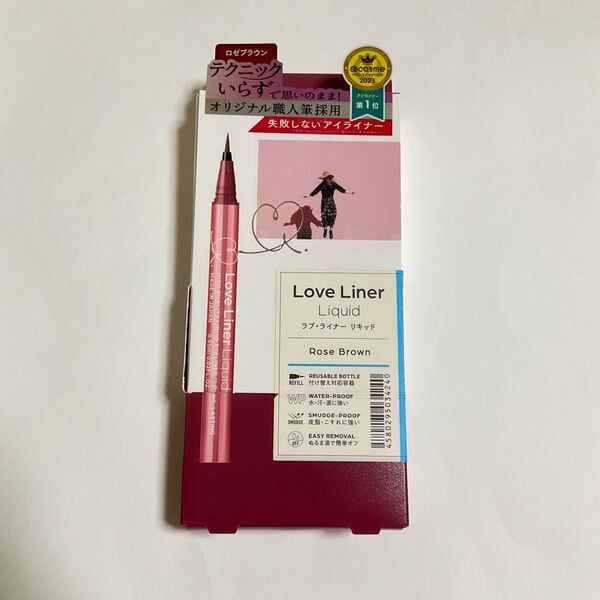 ロゼブラウン
テクニック
いらずで思いのまま!
オリジナル職人筆採用
失敗しないアイライナー
@cosme
2023
アイライナー
第1位
Love Liner Liquid
MADE IN JAPAN
Love Liner
Liquid
ラブ・ライナー リキッド
Rose Brown
REFILL
REUSABLE BOTTLE
付け替え対応容器
WP
WATER-PROOF
水・汗・涙に強い
SMUDGE
SMUDGE-PROOF
皮脂・こすれに強い
OFF
EASY REMOVAL
ぬるま湯で簡単オフ
4580295034240